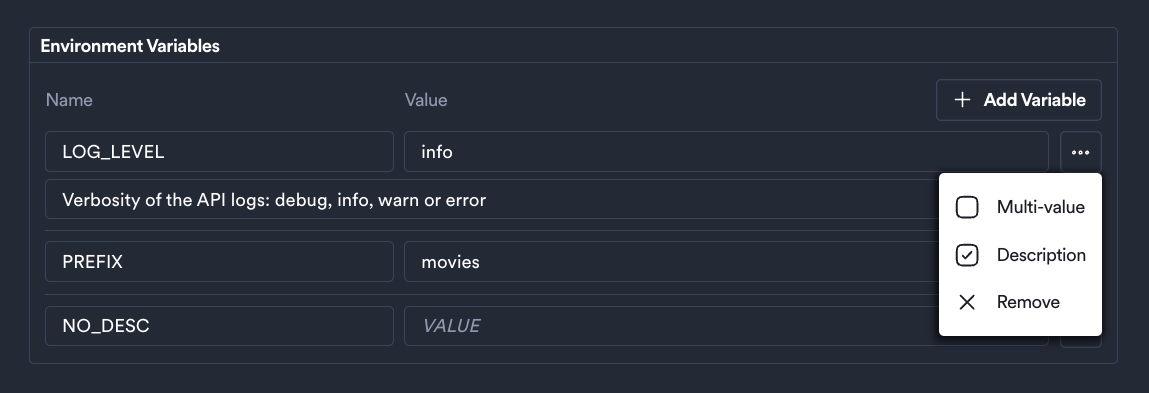 Environment Variables
Name Value + Add Variable
LOG_LEVEL info
Verbosity of the API logs: debug, info, warn or error
Multi-value
Description
Remove
PREFIX movies
NO_DESC VALUE